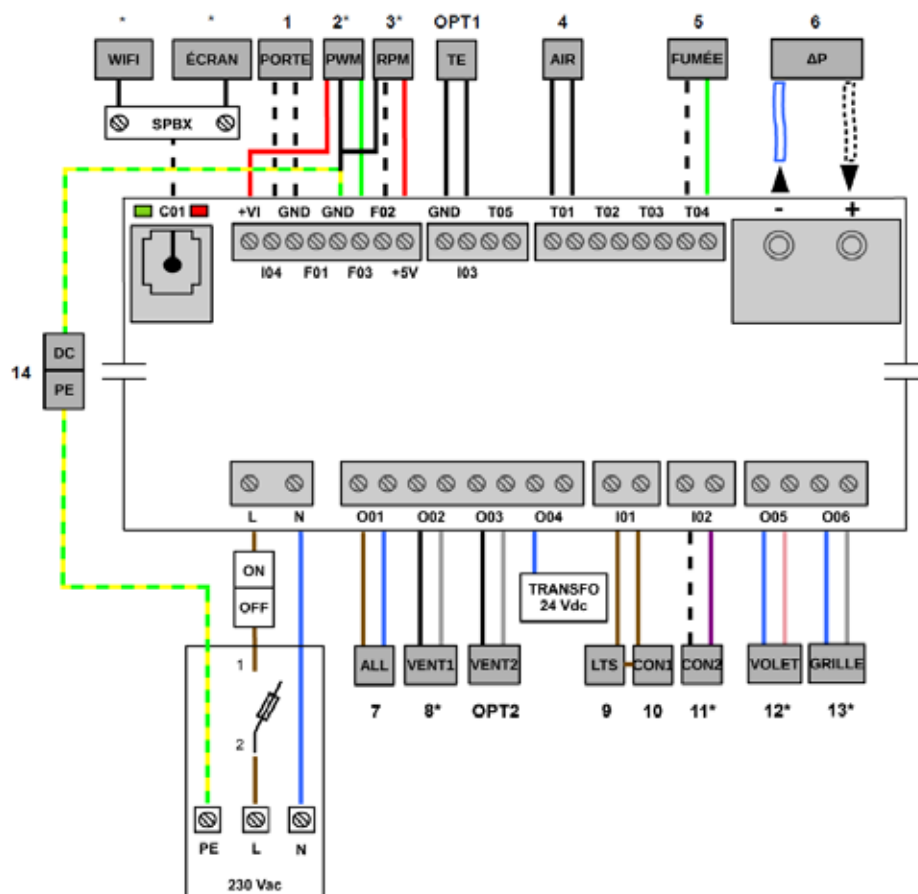 * * 1 2* 3* OPT1 4 5 6
WIFI ÉCRAN PORTE PWM RPM TE AIR FUMÉE ΔP
SPBX
- +
C01 +VI GND GND F02 GND T05 T01 T02 T03 T04
I04 F01 F03 +5V I03
14
DC
PE
L N O01 O02 O03 O04 I01 I02 O05 O06
ON
OFF
TRANSFO
24 Vdc
ALL VENT1 VENT2 LTS CON1 CON2 VOLET GRILLE
7 8* OPT2 9 10 11* 12* 13*
1
2
PE L N
230 Vac